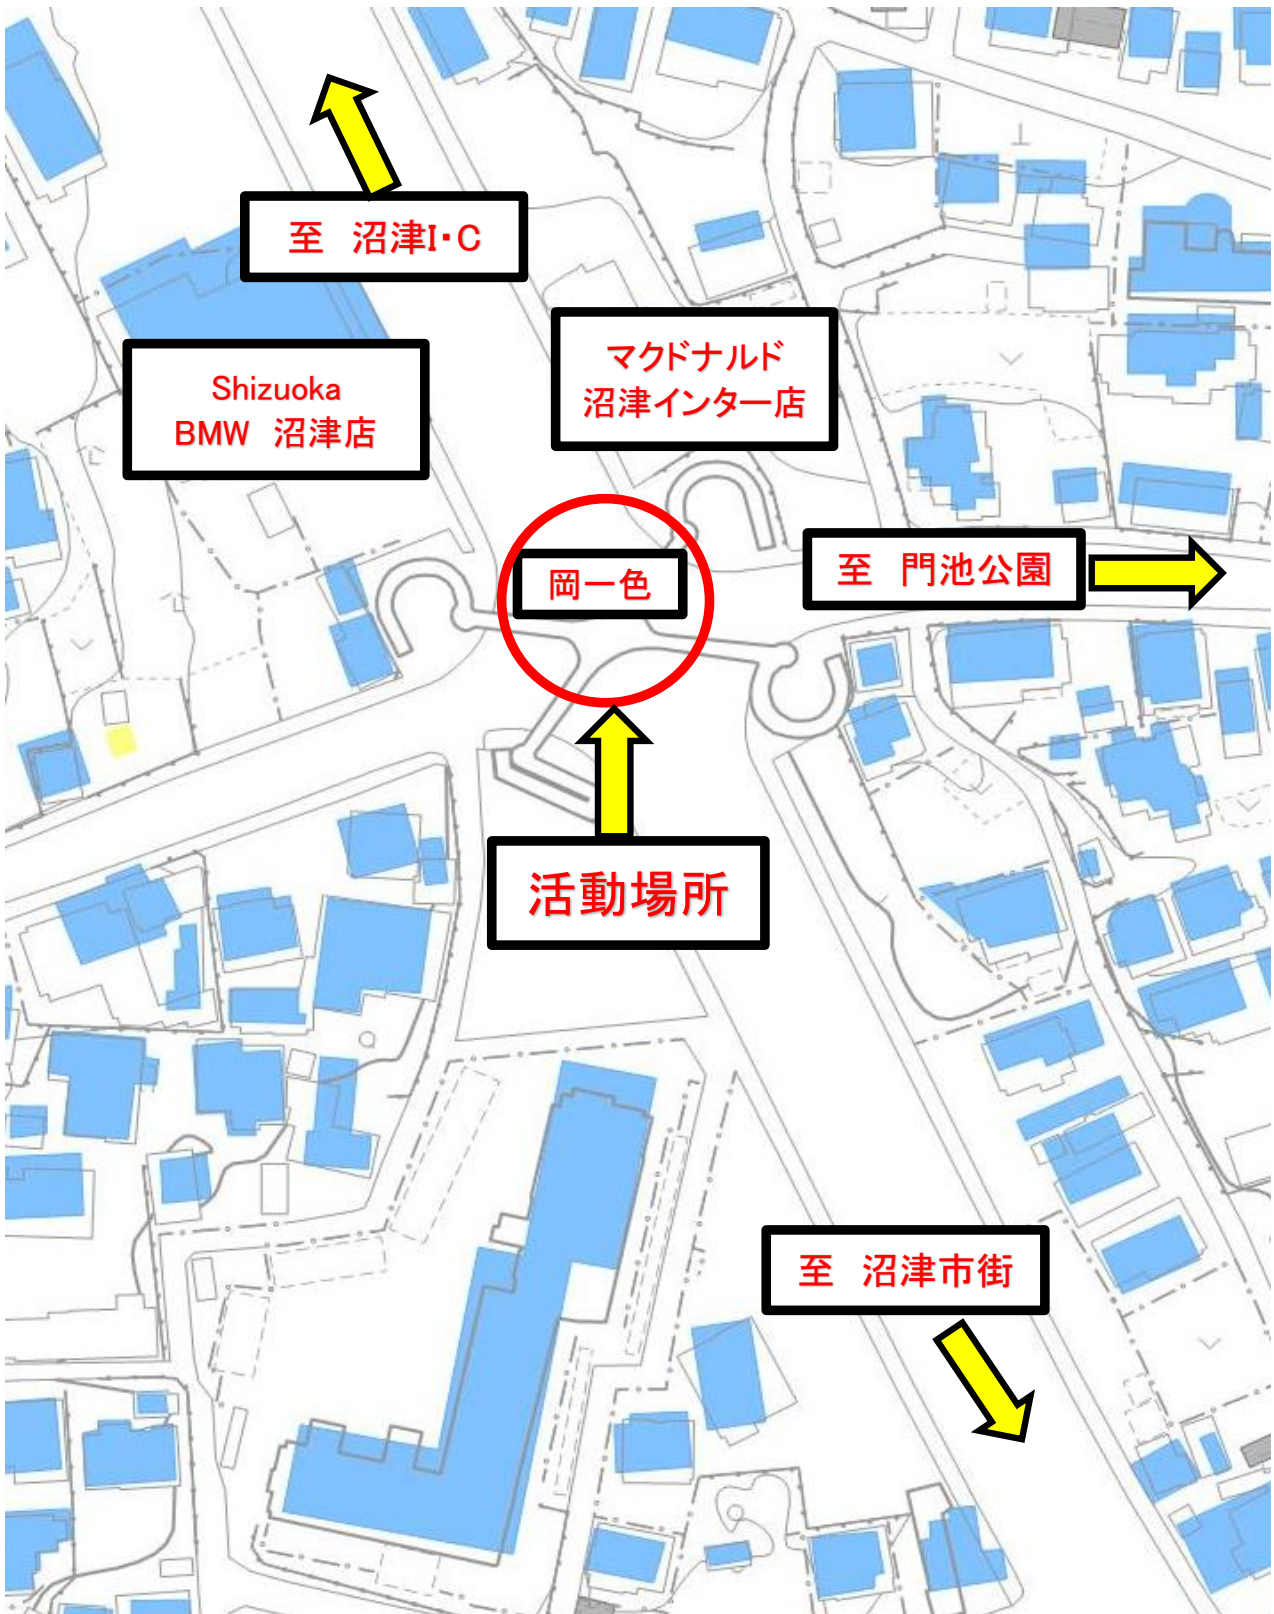 至　沼津I・C
マクドナルド
沼津インター店
Shizuoka
BMW　沼津店
岡一色
至　門池公園
活動場所
至　沼津市街